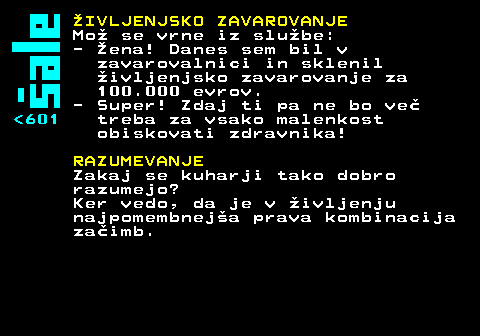 Šale
<601
ŽIVLJENJSKO ZAVAROVANJE
Mož se vrne iz službe:
- Žena! Danes sem bil v
zavarovalnici in sklenil
življenjsko zavarovanje za
100.000 evrov.
- Super! Zdaj ti pa ne bo več
treba za vsako malenkost
obiskovati zdravnika!
RAZUMEVANJE
Zakaj se kuharji tako dobro
razumejo?
Ker vedo, da je v življenju
najpomembnejša prava kombinacija
začimb.